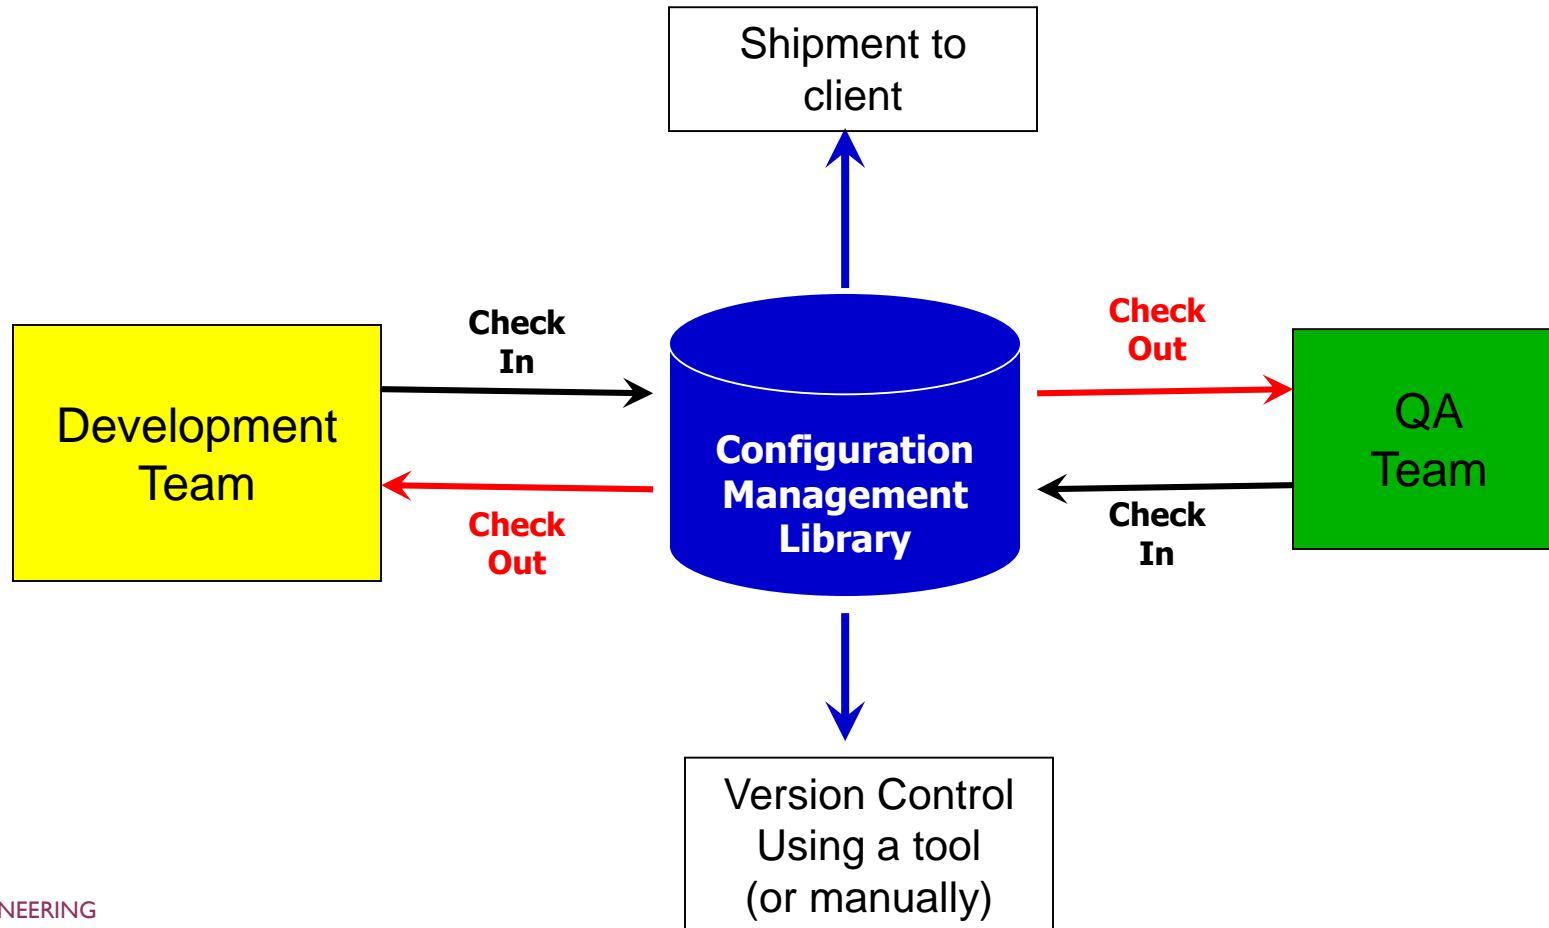 Shipment to
client
Check
In
Check
Out
Development
Team
Configuration
Management
Library
QA
Team
Check
Out
Check
In
Version Control
Using a tool
(or manually)
NEERING